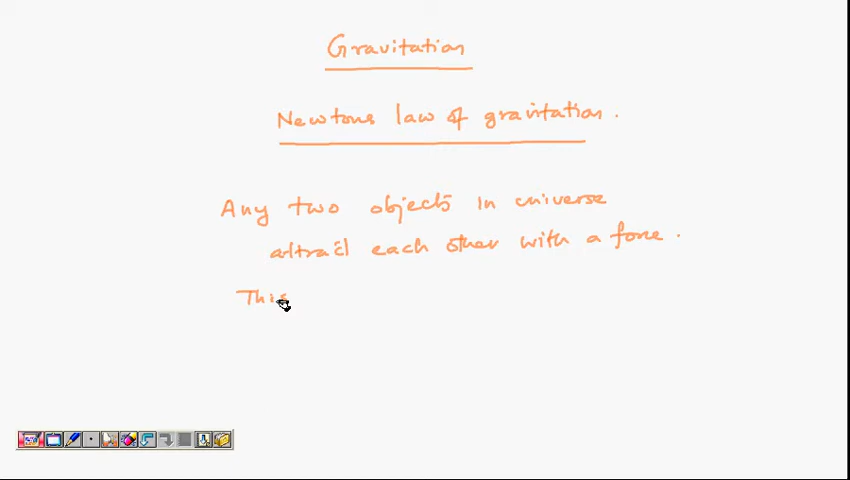 Gravitation
Newtons law of gravitation.
Any two objects in universe
attract each other with a force.
This